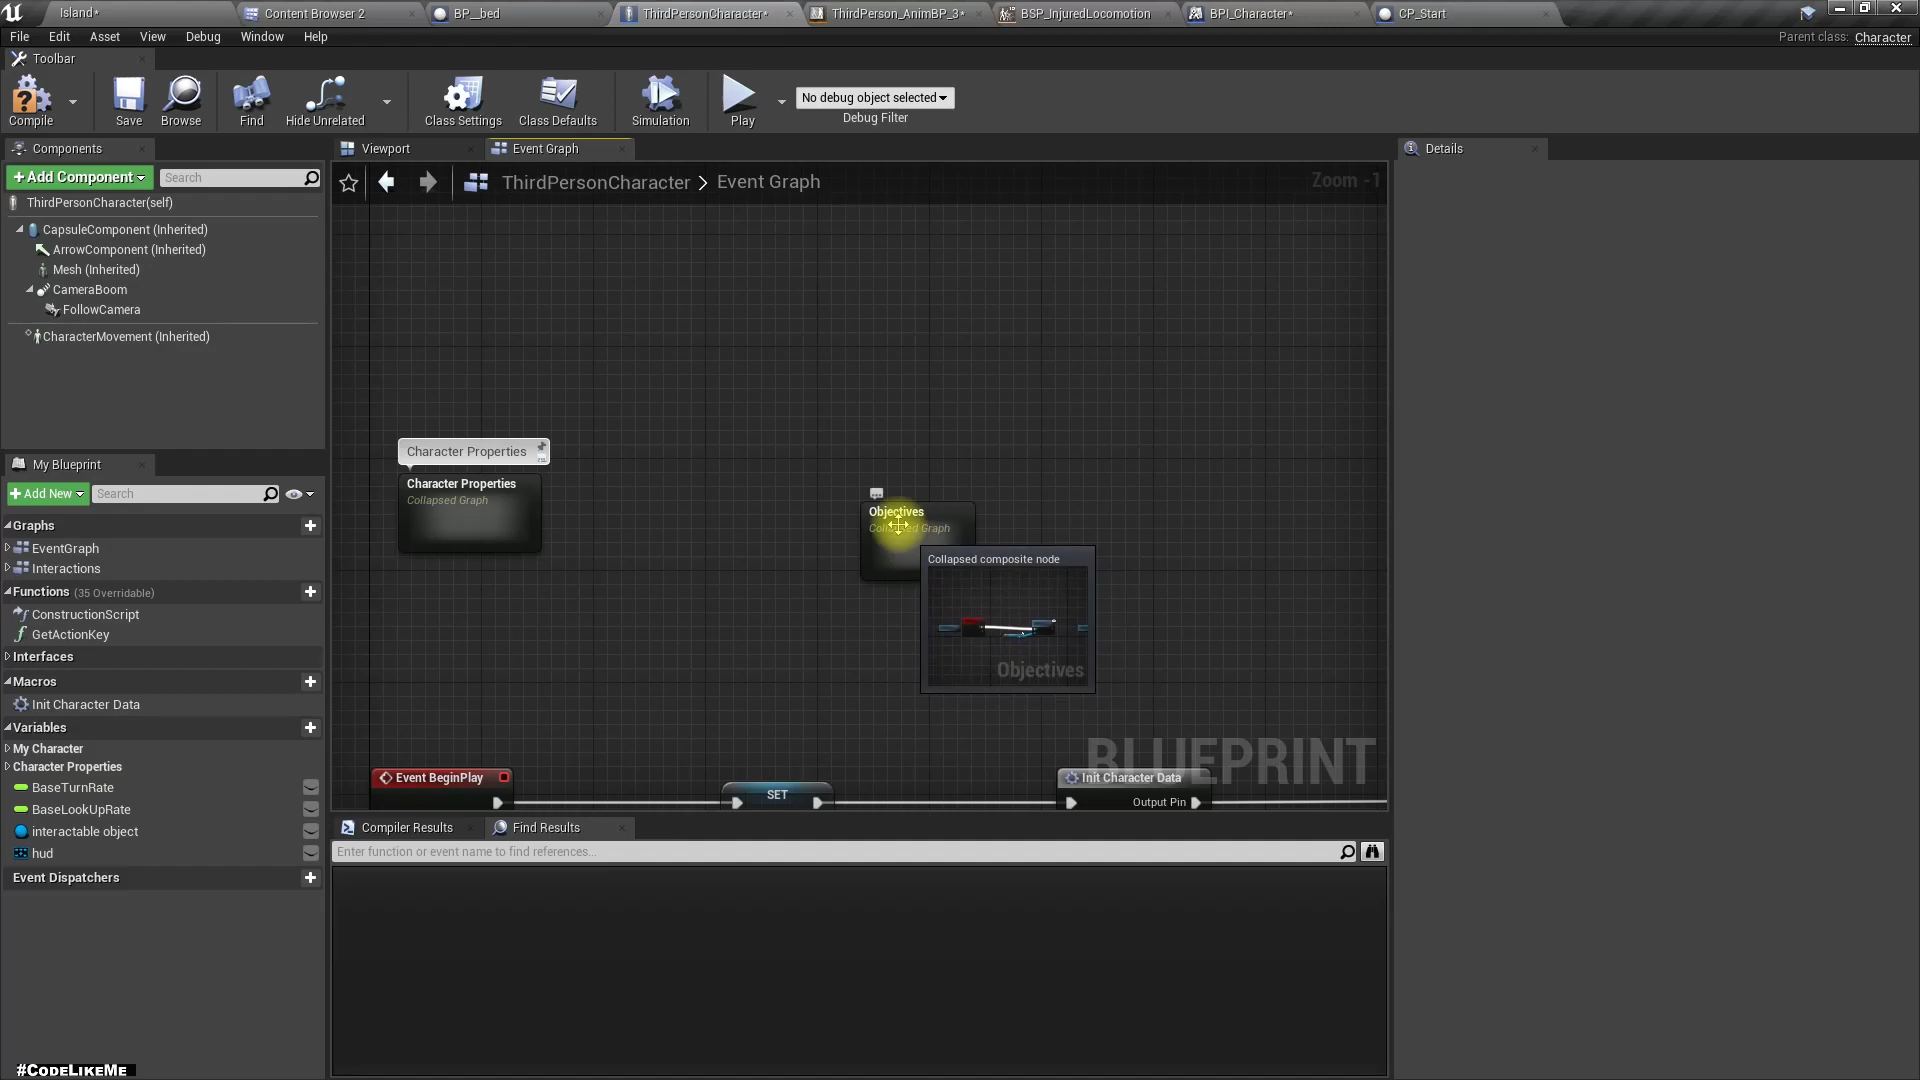 Island*
Content Browser 2
BP__bed
ThirdPersonCharacter*
ThirdPerson_AnimBP_3*
BSP_InjuredLocomotion
BPI_Character*
CP_Start
File
Edit
Asset
View
Debug
Window
Help
Parent class:
Character
Toolbar
Compile
Save
Browse
Find
Hide Unrelated
Class Settings
Class Defaults
Simulation
Play
No debug object selected
Debug Filter
Components
+Add Component
Search
ThirdPersonCharacter(self)
CapsuleComponent (Inherited)
ArrowComponent (Inherited)
Mesh (Inherited)
CameraBoom
FollowCamera
CharacterMovement (Inherited)
My Blueprint
+Add New
Search
Graphs
EventGraph
Interactions
Functions (35 Overridable)
ConstructionScript
GetActionKey
Interfaces
Macros
Init Character Data
Variables
My Character
Character Properties
BaseTurnRate
BaseLookUpRate
interactable object
hud
Event Dispatchers
#CodeLikeMe
Viewport
Event Graph
ThirdPersonCharacter > Event Graph
Zoom -1
Character Properties
Character Properties
Collapsed Graph
Objectives
Collapsed Graph
Collapsed composite node
Objectives
BLUEPRINT
Event BeginPlay
SET
Init Character Data
Output Pin
Compiler Results
Find Results
Enter function or event name to find references...
Details